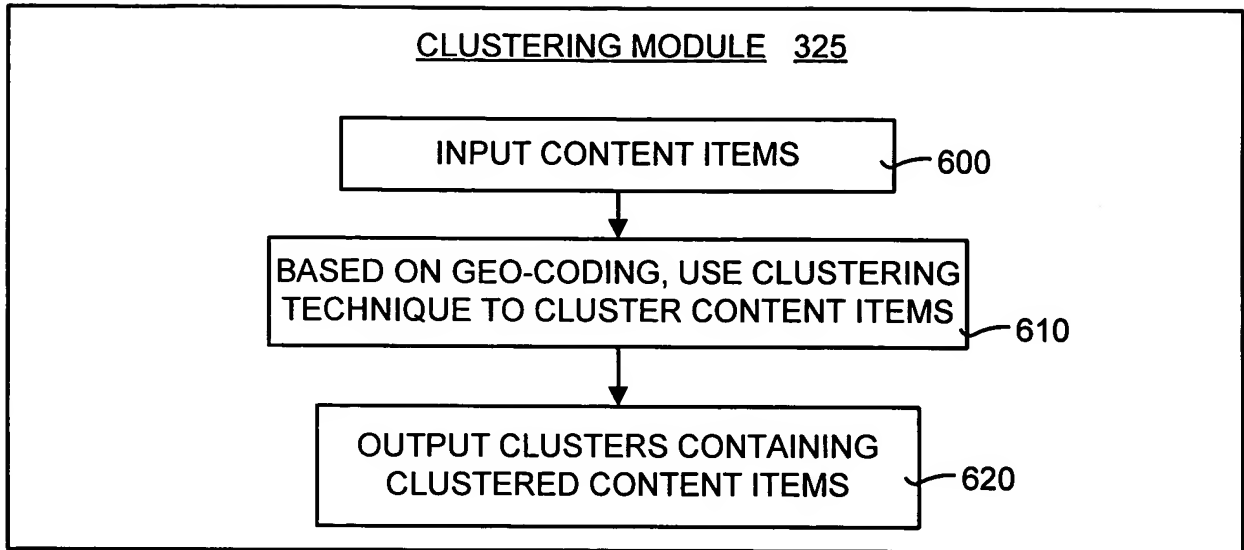 CLUSTERING MODULE 325
INPUT CONTENT ITEMS
600
BASED ON GEO-CODING, USE CLUSTERING
TECHNIQUE TO CLUSTER CONTENT ITEMS
610
OUTPUT CLUSTERS CONTAINING
CLUSTERED CONTENT ITEMS
620